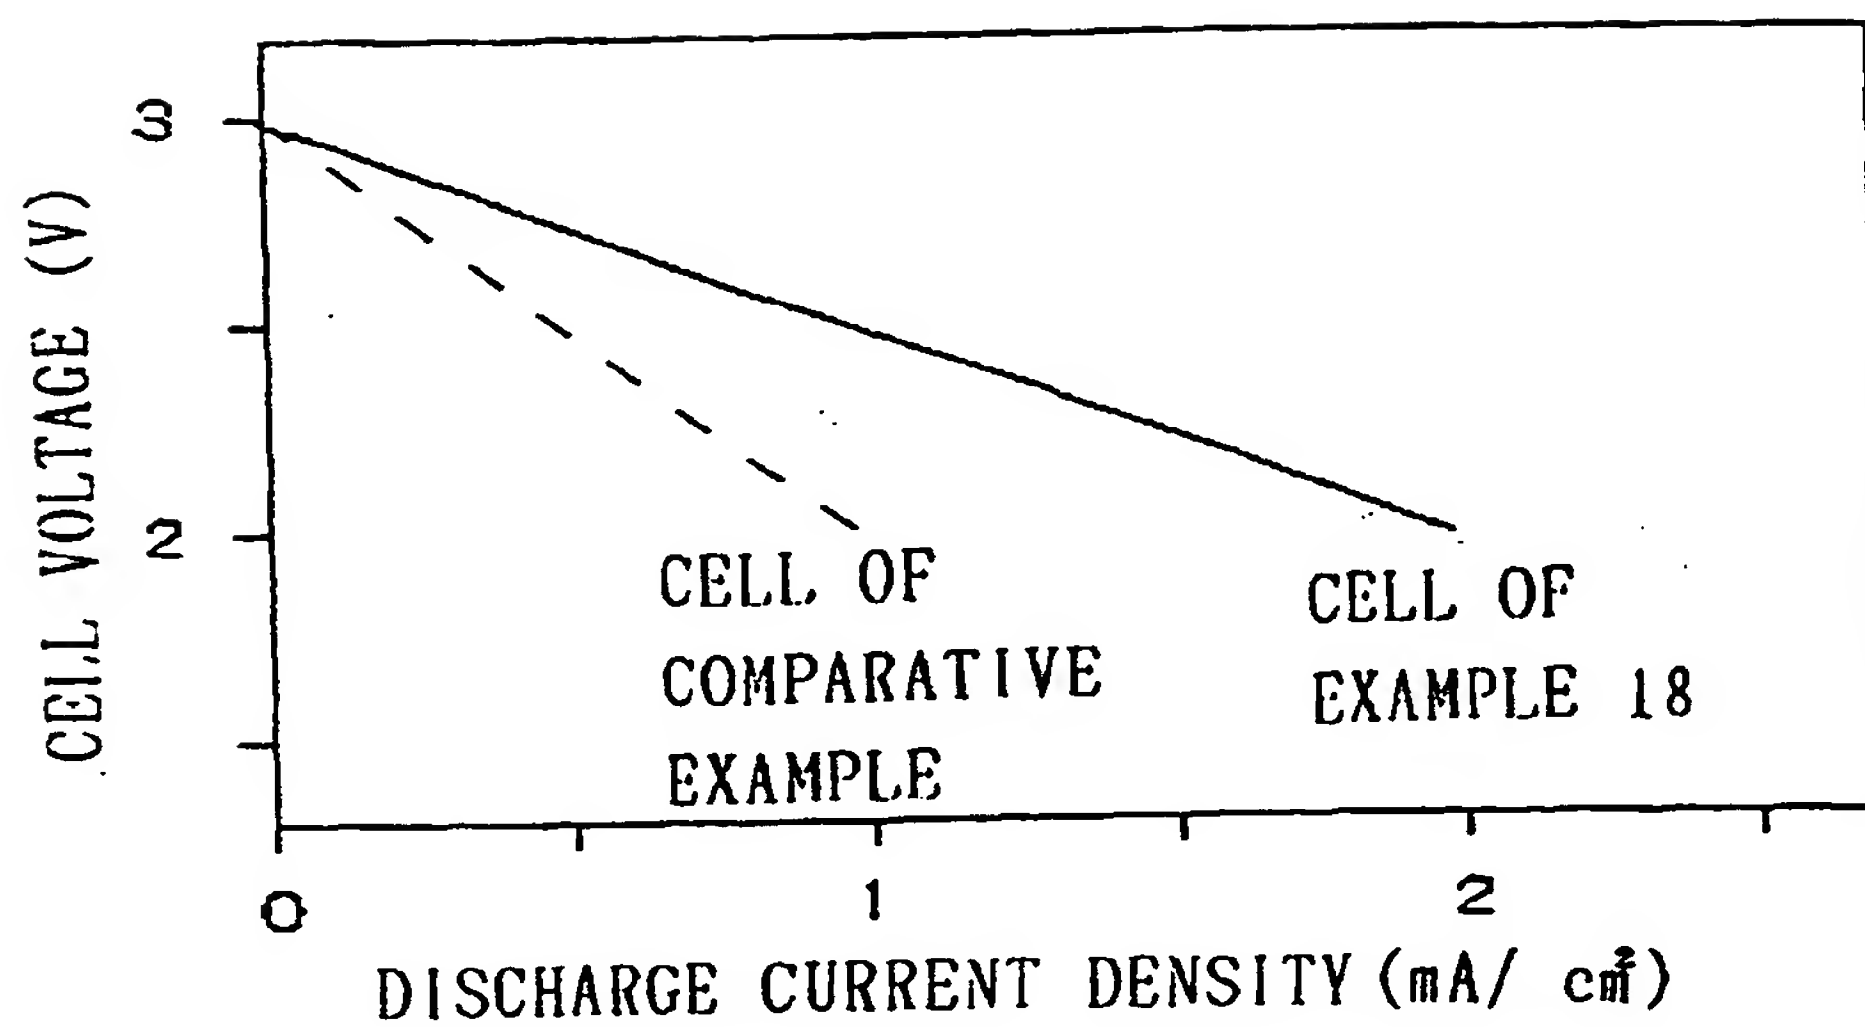 CELL VOLTAGE (V)
3
2
CELL OF
COMPARATIVE
EXAMPLE
CELL OF
EXAMPLE 18
0
1
2
DISCHARGE CURRENT DENSITY (mA/ cm²)